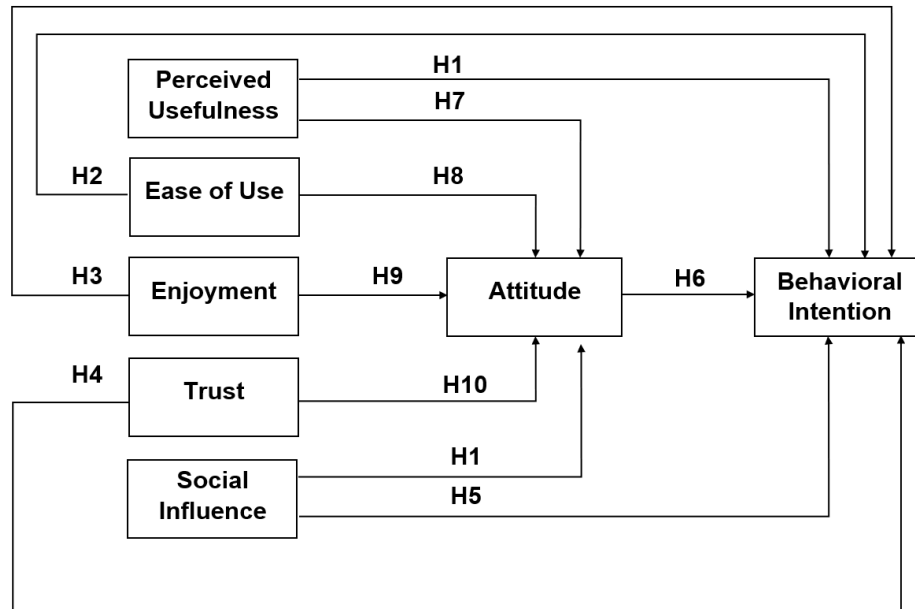 H1
Perceived
Usefulness
H7
H2
Ease of Use
H8
H3
Enjoyment
H9
Attitude
H6
Behavioral
Intention
H4
Trust
H10
Social
Influence
H1
H5